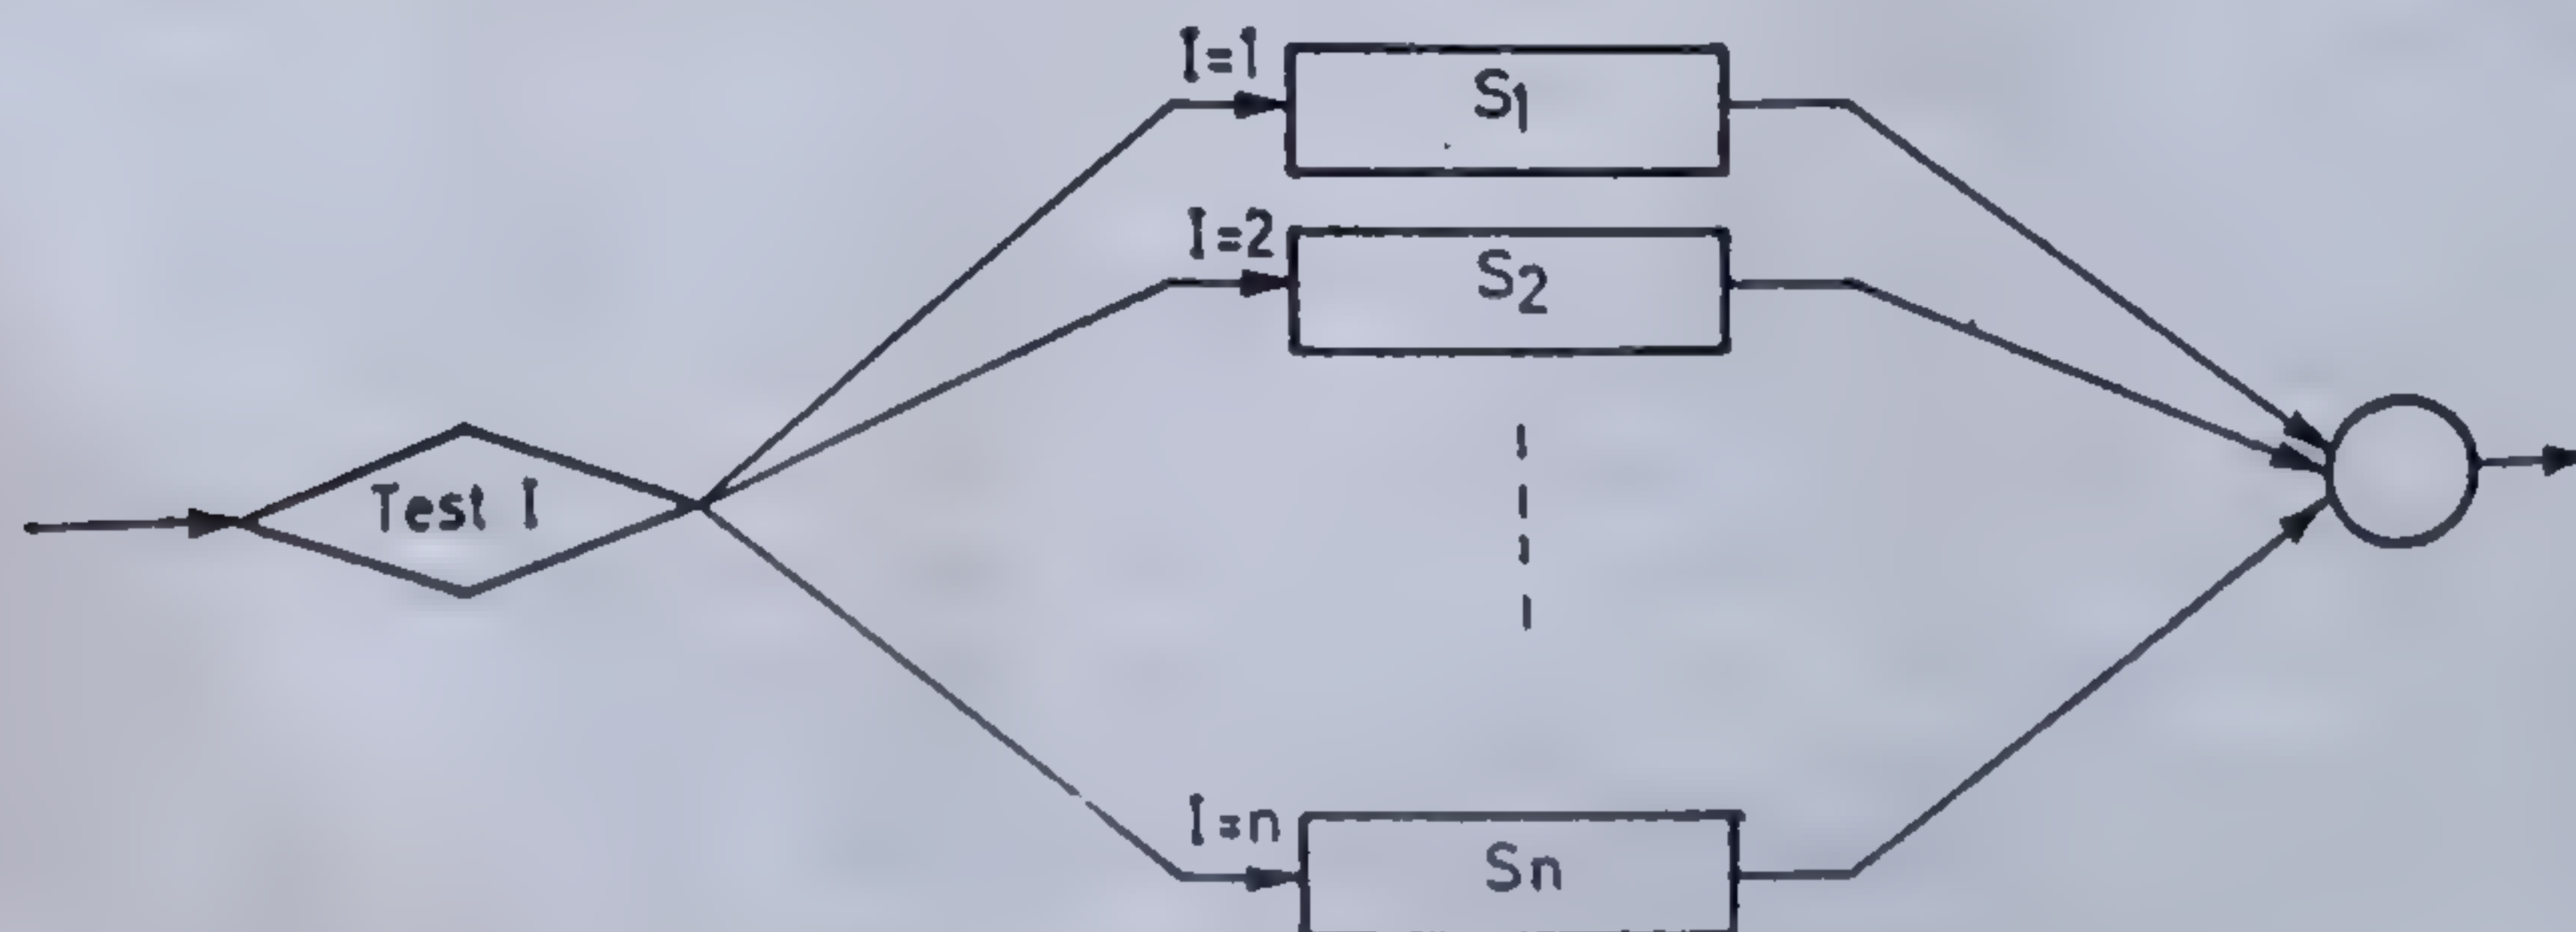 I=1
S1
I=2
S2
Test I
I=n
Sn